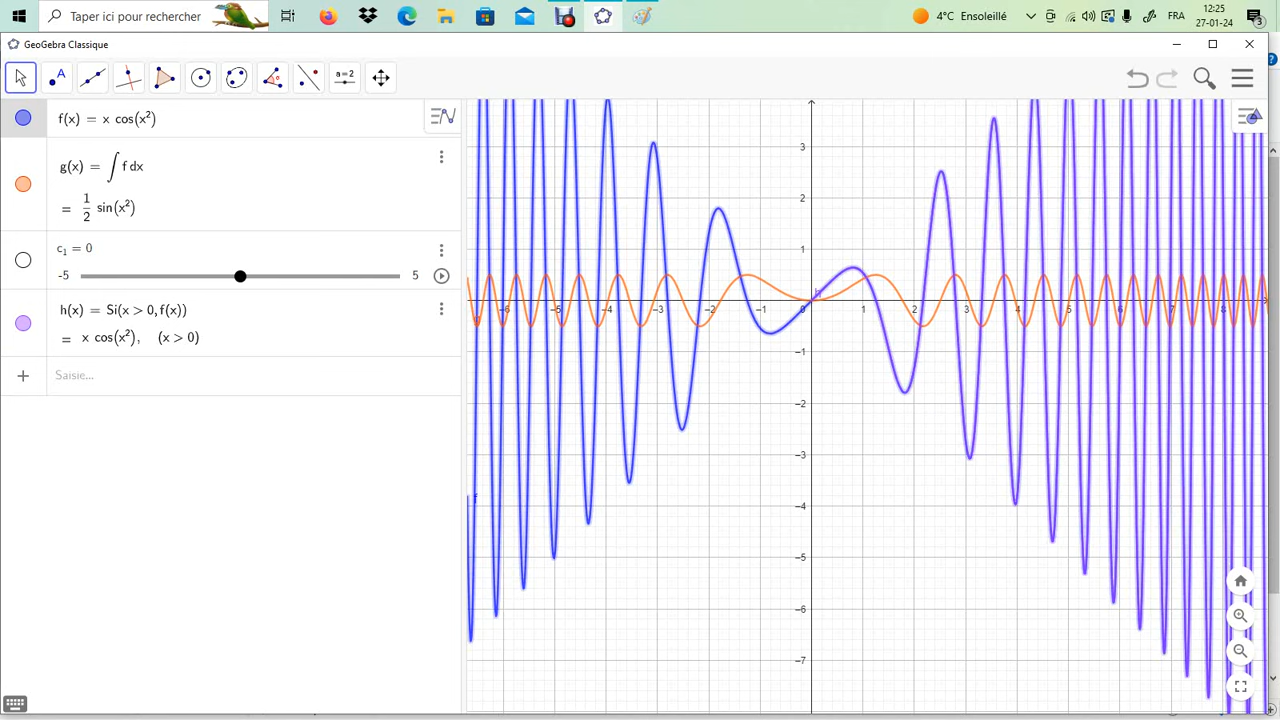 Taper ici pour rechercher
4°C Ensoleillé
FRA
12:25
27-01-24
3
GeoGebra Classique
A
a=2
f(x) = x cos(x²)
g(x) = ∫ f dx
= 1/2 sin(x²)
c₁ = 0
-5
5
h(x) = Si(x > 0, f(x))
= x cos(x²), (x > 0)
+
Saisie...
3
2
1
−6 −5 −4 −3 −2 −1 0 1 2 3 4 5 6 7 8
−1
−2
−3
−4
−5
−6
−7
f
h